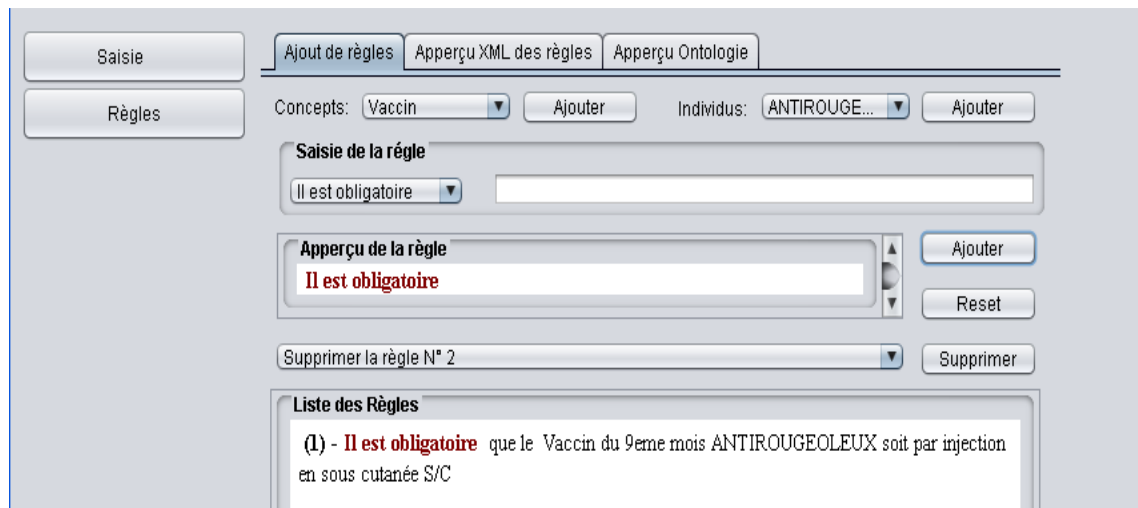 Saisie
Règles
Ajout de règles Apperçu XML des règles Apperçu Ontologie
Concepts: Vaccin Ajouter Individus: ANTIROUGE... Ajouter
Saisie de la régle
Il est obligatoire
Apperçu de la règle
Il est obligatoire
Ajouter
Reset
Supprimer la règle N° 2 Supprimer
Liste des Règles
(1) - Il est obligatoire que le Vaccin du 9eme mois ANTIROUGEOLEUX soit par injection
en sous cutanée S/C